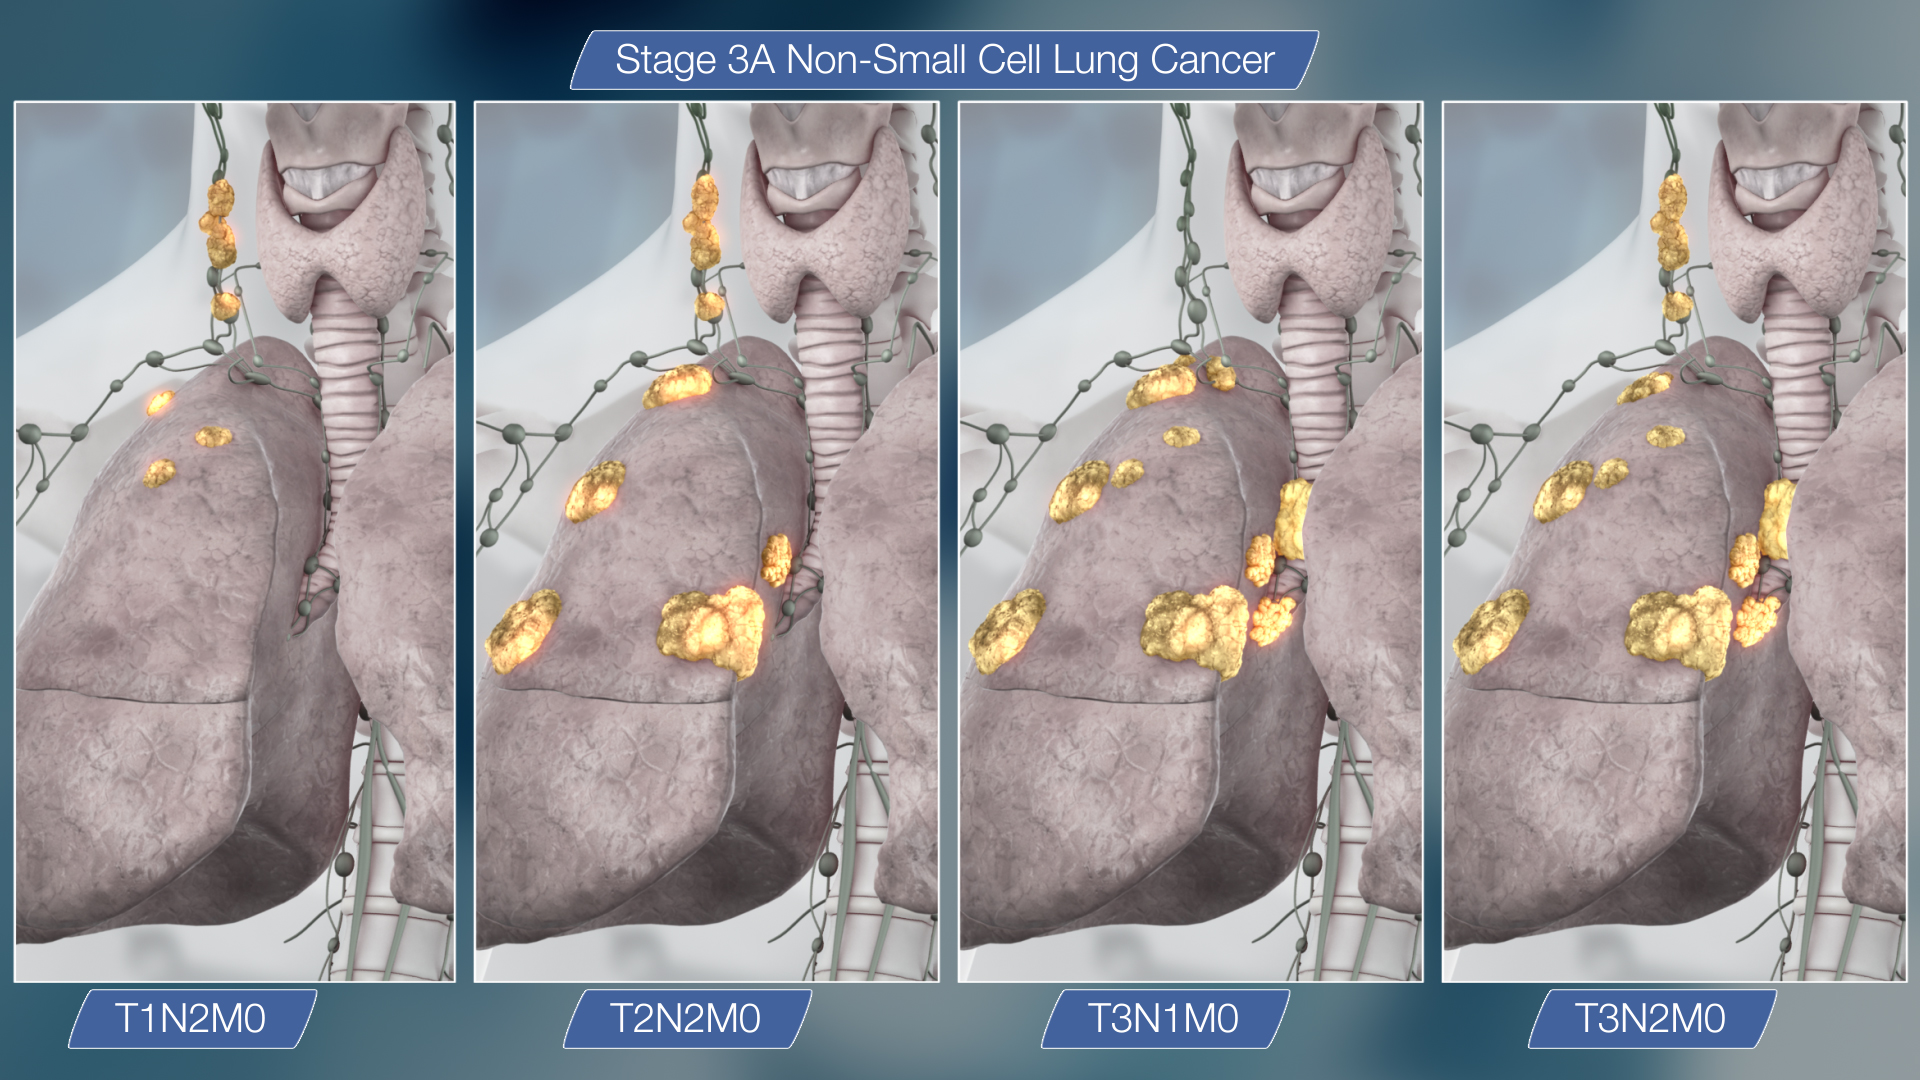 Stage 3A Non-Small Cell Lung Cancer
T1N2M0
T2N2M0
T3N1M0
T3N2M0